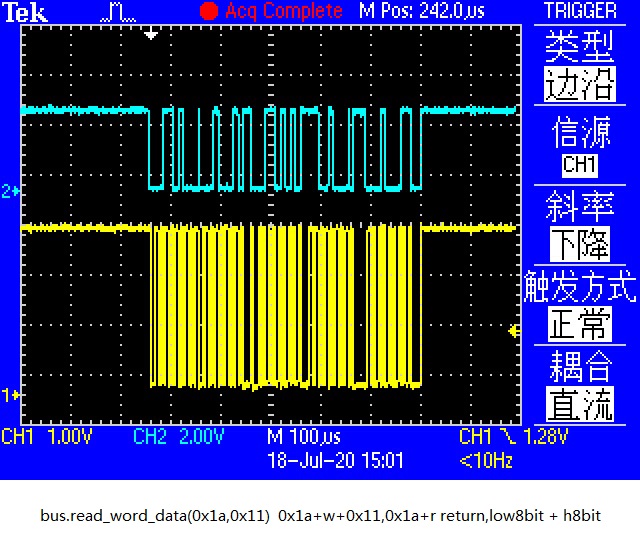 Tek Acq Complete M Pos: 242.0µs TRIGGER
类型
边沿
信源
CH1
斜率
下降
触发方式
正常
耦合
直流
2
1
CH1 1.00V CH2 2.00V M 100µs CH1 1.28V
18-Jul-20 15:01 <10Hz
bus.read_word_data(0x1a,0x11) 0x1a+w+0x11,0x1a+r return,low8bit + h8bit